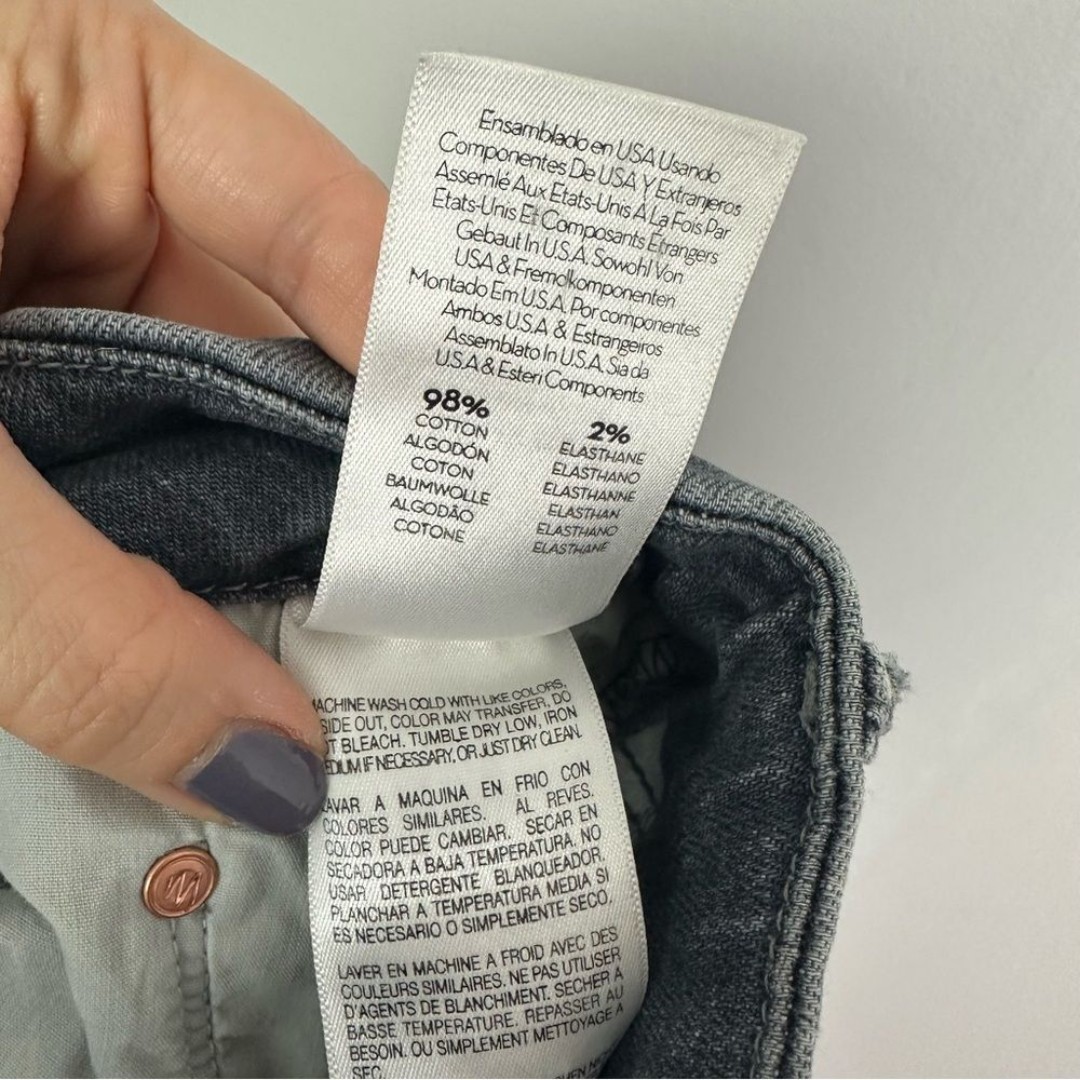 Ensamblado en USA Usando
Componentes De USA Y Extranjeros
Assemlé Aux Etats-Unis À La Fois Par
Etats-Unis Et Composants Étrangers
Gebaut In U.S.A. Sowohl Von
USA & Fremdkomponenten
Montado Em U.S.A. Por componentes
Ambos U.S.A & Estrangeiros
Assemblato In U.S.A. Sia da
U.S.A & Esteri Components
98%
COTTON
ALGODÓN
COTON
BAUMWOLLE
ALGODÃO
COTONE
2%
ELASTHANE
ELASTHANO
ELASTHANNE
ELASTHAN
ELASTHANO
ELASTHANE
MACHINE WASH COLD WITH LIKE COLORS,
SIDE OUT, COLOR MAY TRANSFER, DO
OT BLEACH. TUMBLE DRY LOW, IRON
EDIUM IF NECESSARY, OR JUST DRY CLEAN.
AVAR A MAQUINA EN FRIO CON
COLORES SIMILARES. AL REVES.
COLOR PUEDE CAMBIAR. SECAR EN
SECADORA A BAJA TEMPERATURA. NO
USAR DETERGENTE BLANQUEADOR.
PLANCHAR A TEMPERATURA MEDIA SI
ES NECESARIO O SIMPLEMENTE SECO.
LAVER EN MACHINE A FROID AVEC DES
COULEURS SIMILAIRES. NE PAS UTILISER
D'AGENTS DE BLANCHIMENT. SECHER A
BASSE TEMPERATURE. REPASSER AU
BESOIN. OU SIMPLEMENT METTOYAGE A
SEC.